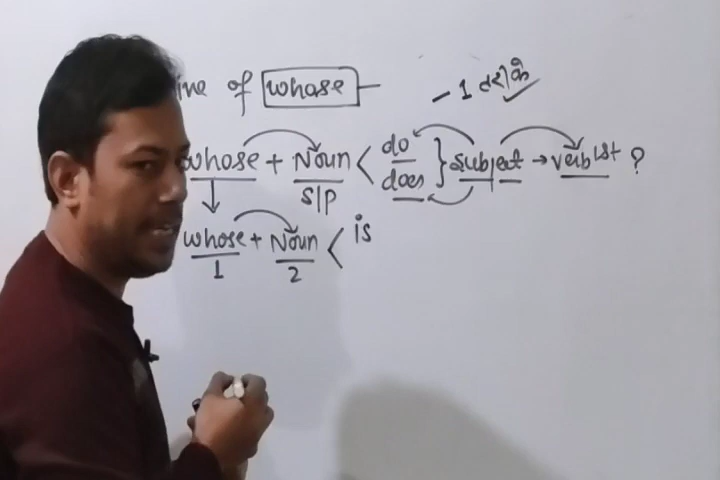 ine of whose - - 1 तरीके
whose + Noun < do does } subject → verb 1st ?
S/P
whose + Noun < is
1 2